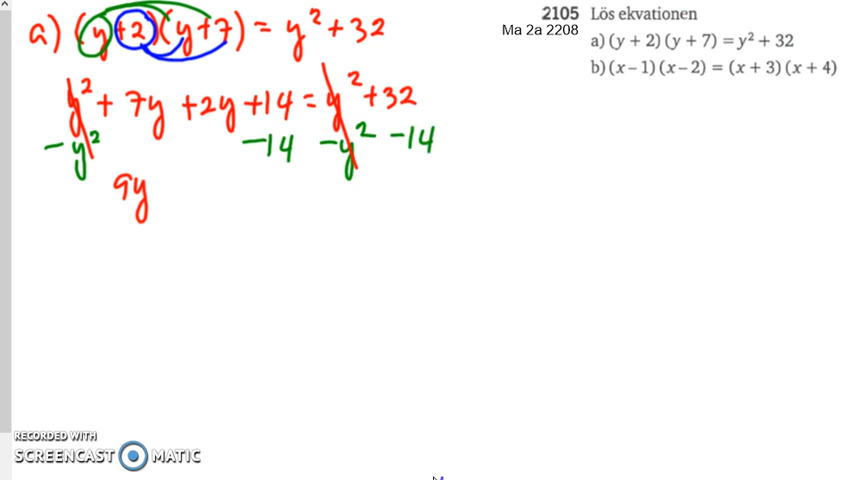 a) (y+2)(y+7) = y² + 32
y² + 7y + 2y + 14 = y² + 32
- y² - 14 - y² - 14
9y
2105 Lös ekvationen
Ma 2a 2208
a) (y + 2) (y + 7) = y² + 32
b) (x – 1) (x – 2) = (x + 3) (x + 4)
RECORDED WITH
SCREENCAST MATIC